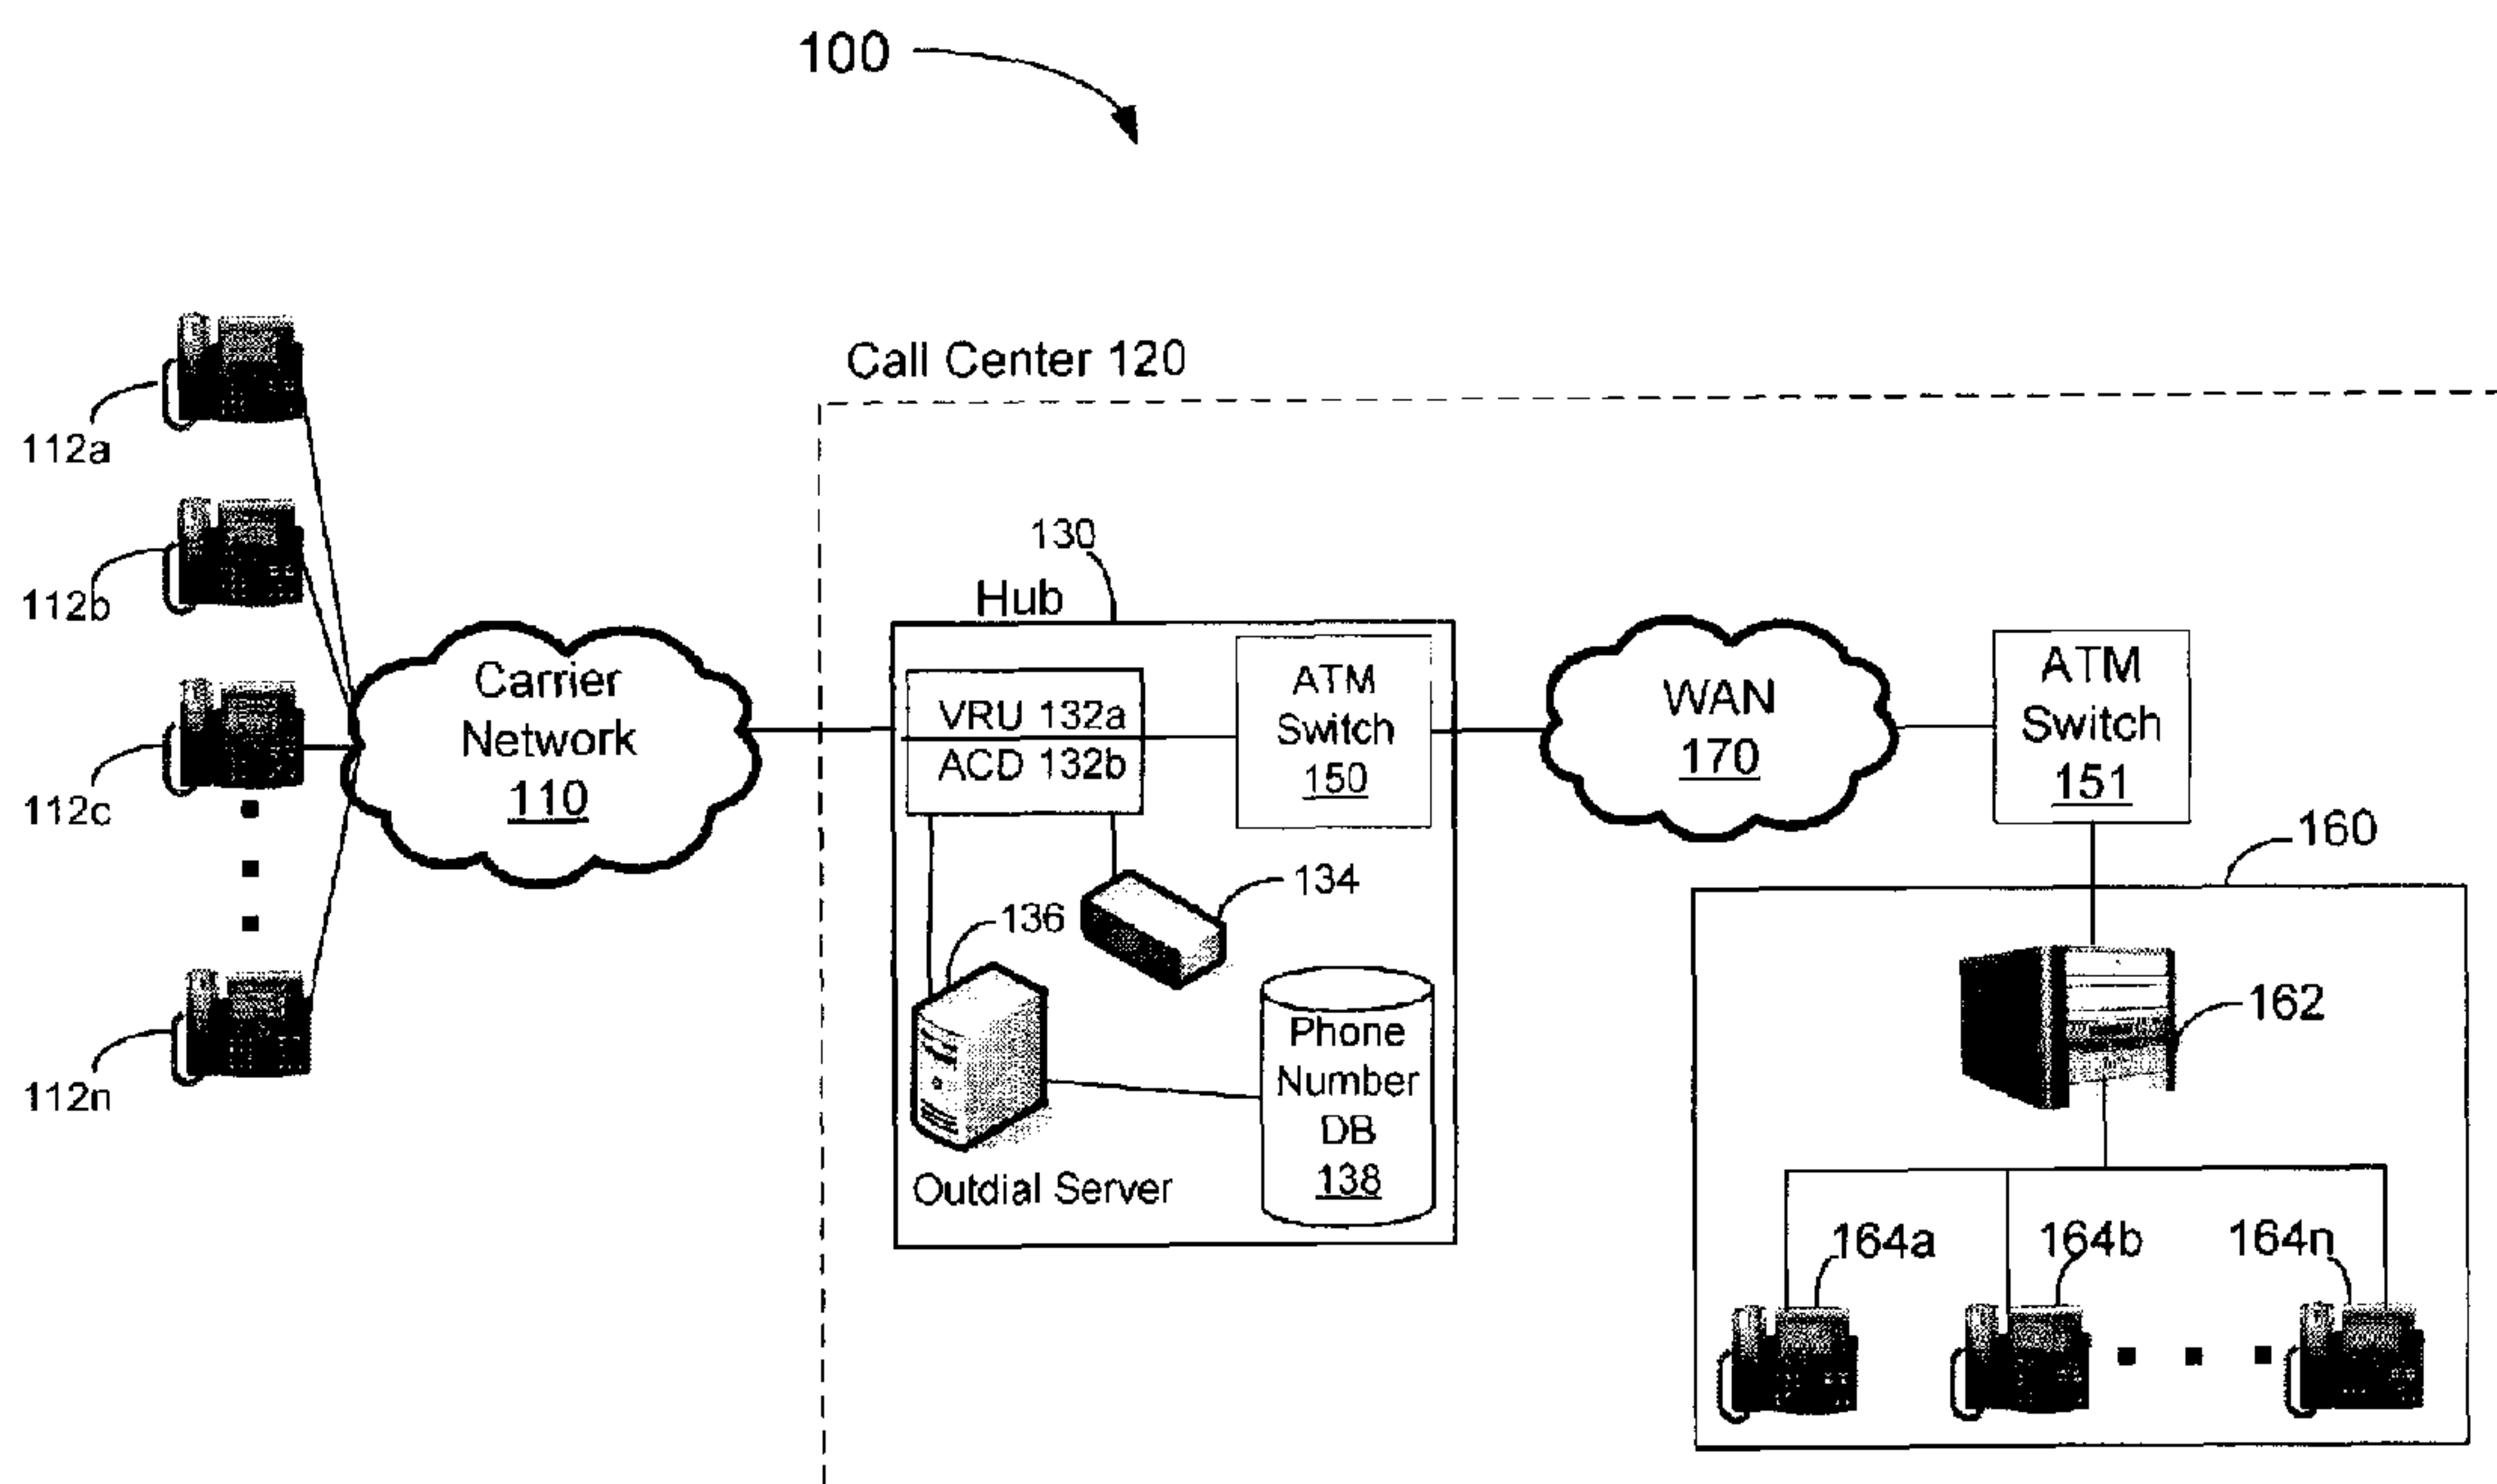 100
Call Center 120
112a
112b
112c
112n
Carrier
Network
110
130
Hub
VRU 132a
ACD 132b
ATM
Switch
150
134
136
Outdial Server
Phone
Number
DB
138
WAN
170
ATM
Switch
151
160
162
164a
164b
164n